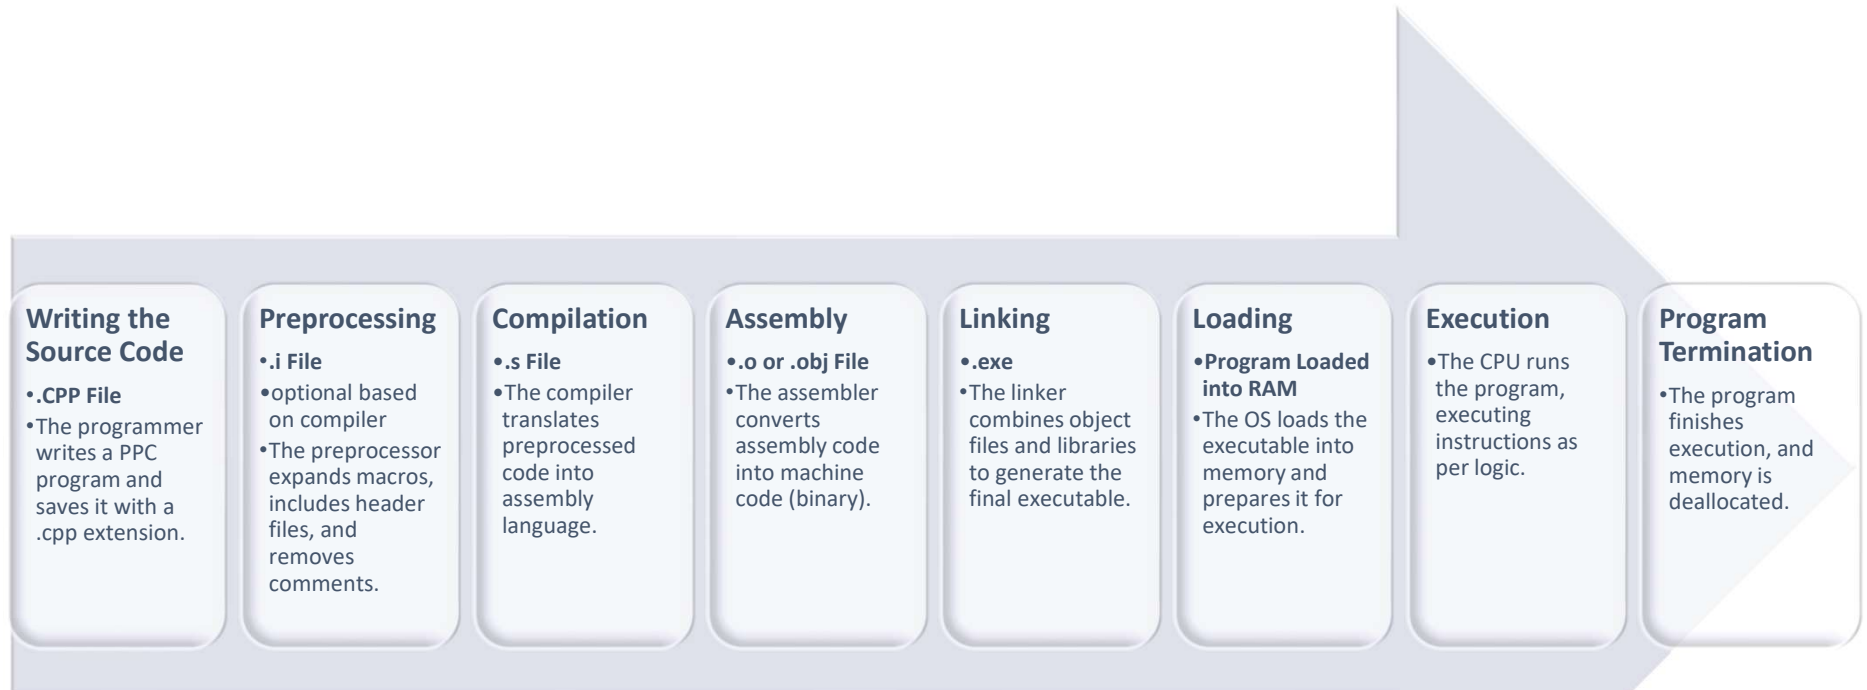 Writing the
Source Code
•.CPP File
•The programmer
writes a PPC
program and
saves it with a
.cpp extension.
Preprocessing
•.i File
•optional based
on compiler
•The preprocessor
expands macros,
includes header
files, and
removes
comments.
Compilation
•.s File
•The compiler
translates
preprocessed
code into
assembly
language.
Assembly
•.o or .obj File
•The assembler
converts
assembly code
into machine
code (binary).
Linking
•.exe
•The linker
combines object
files and libraries
to generate the
final executable.
Loading
•Program Loaded
into RAM
•The OS loads the
executable into
memory and
prepares it for
execution.
Execution
•The CPU runs
the program,
executing
instructions as
per logic.
Program
Termination
•The program
finishes
execution, and
memory is
deallocated.